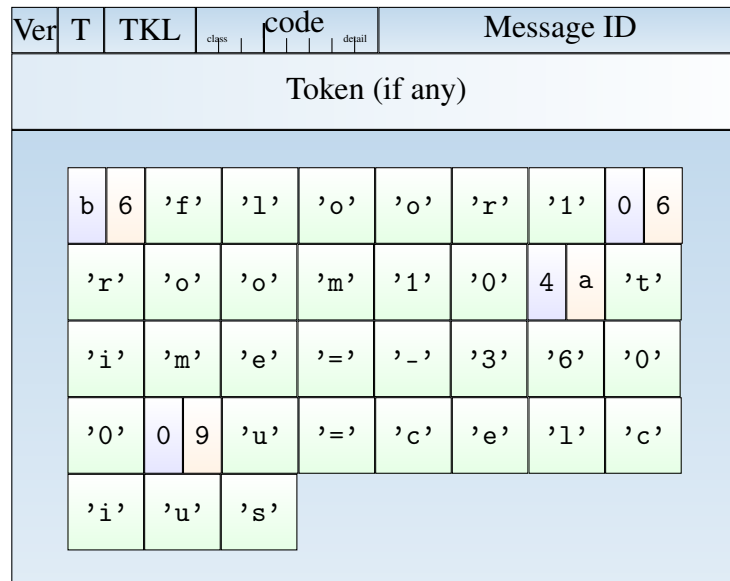 Ver T TKL code Message ID
class detail
Token (if any)
b 6 'f' 'l' 'o' 'o' 'r' '1' 0 6
'r' 'o' 'o' 'm' '1' '0' 4 a 't'
'i' 'm' 'e' '=' '-' '3' '6' '0'
'0' 0 9 'u' '=' 'c' 'e' 'l' 'c'
'i' 'u' 's'